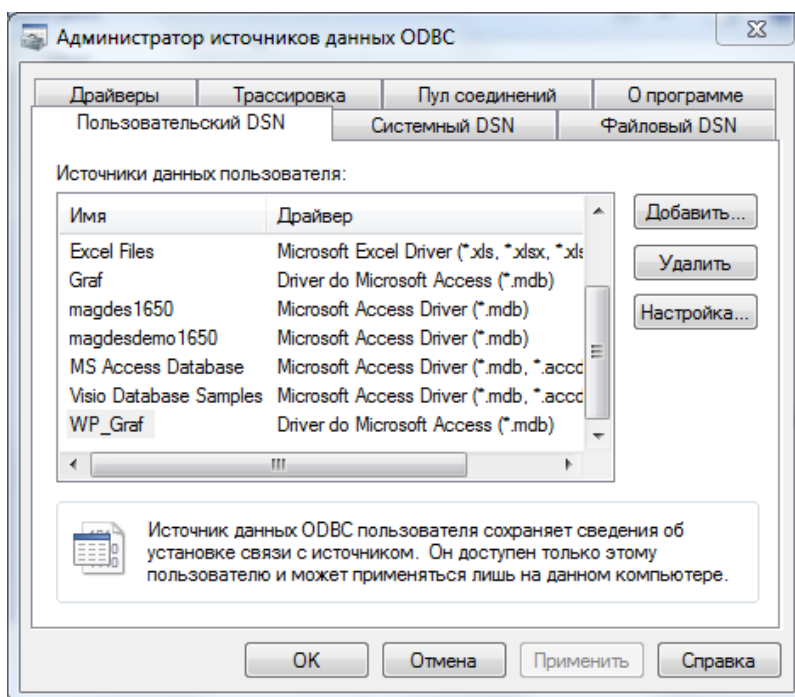 Администратор источников данных ODBC
Драйверы Трассировка Пул соединений О программе
Пользовательский DSN Системный DSN Файловый DSN
Источники данных пользователя:
Имя Драйвер
Excel Files Microsoft Excel Driver (*.xls, *.xlsx, *.xls
Graf Driver do Microsoft Access (*.mdb)
magdes1650 Microsoft Access Driver (*.mdb)
magdesdemo1650 Microsoft Access Driver (*.mdb)
MS Access Database Microsoft Access Driver (*.mdb, *.accd
Visio Database Samples Microsoft Access Driver (*.mdb, *.accd
WP_Graf Driver do Microsoft Access (*.mdb)
Добавить...
Удалить
Настройка...
Источник данных ODBC пользователя сохраняет сведения об
установке связи с источником. Он доступен только этому
пользователю и может применяться лишь на данном компьютере.
OK Отмена Применить Справка